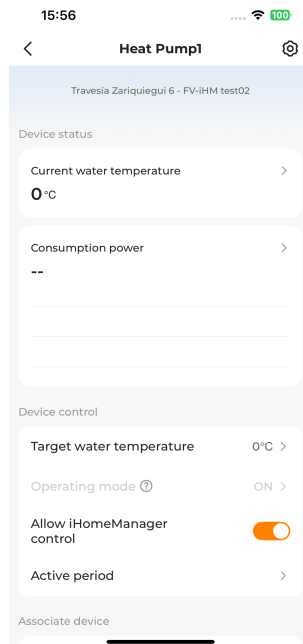 15:56
100
Heat Pump1
Travesía Zariquiegui 6 - FV-iHM test02
Device status
Current water temperature
0 °C
Consumption power
--
Device control
Target water temperature
0°C
Operating mode ?
ON
Allow iHomeManager
control
Active period
Associate device